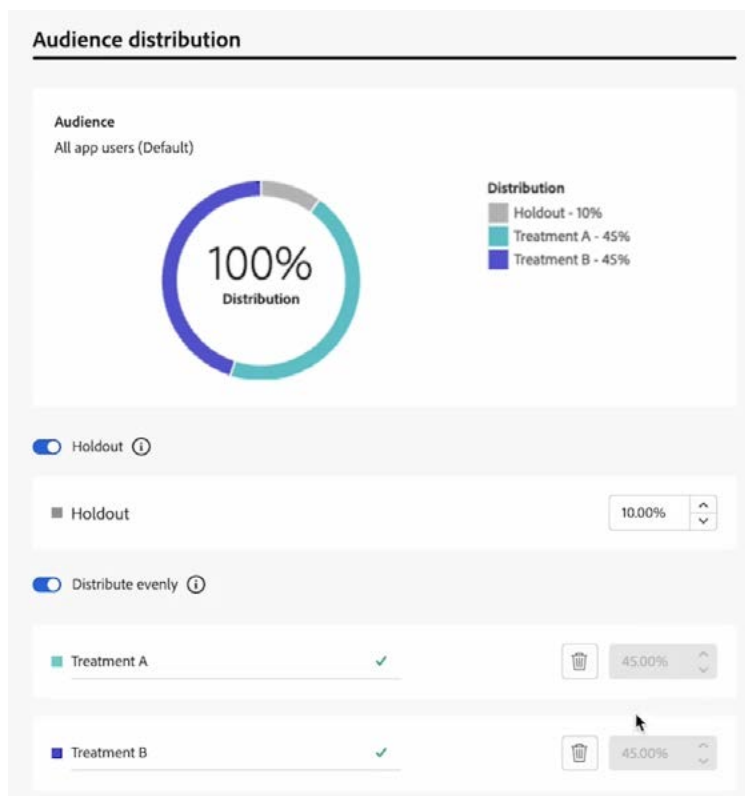 Audience distribution
Audience
All app users (Default)
100%
Distribution
Distribution
Holdout - 10%
Treatment A - 45%
Treatment B - 45%
Holdout
Holdout
10.00%
Distribute evenly
Treatment A
45.00%
Treatment B
45.00%